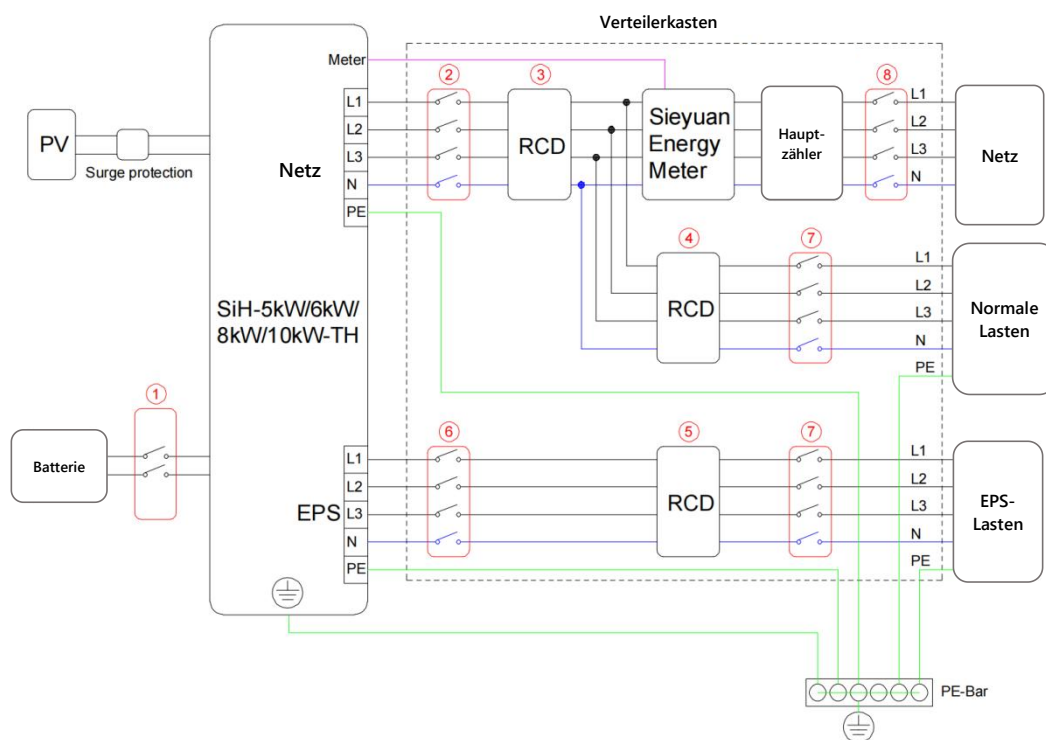 Verteilerkasten
Meter
②
③
⑧
L1
L2
L3
N
PE
Netz
PV
Surge protection
RCD
Sieyuan
Energy
Meter
Haupt-
zähler
L1
L2
L3
N
Netz
④
⑦
RCD
L1
L2
L3
N
PE
Normale
Lasten
SiH-5kW/6kW/
8kW/10kW-TH
①
Batterie
⑥
⑤
⑦
L1
L2
L3
N
PE
EPS
RCD
L1
L2
L3
N
PE
EPS-
Lasten
PE-Bar